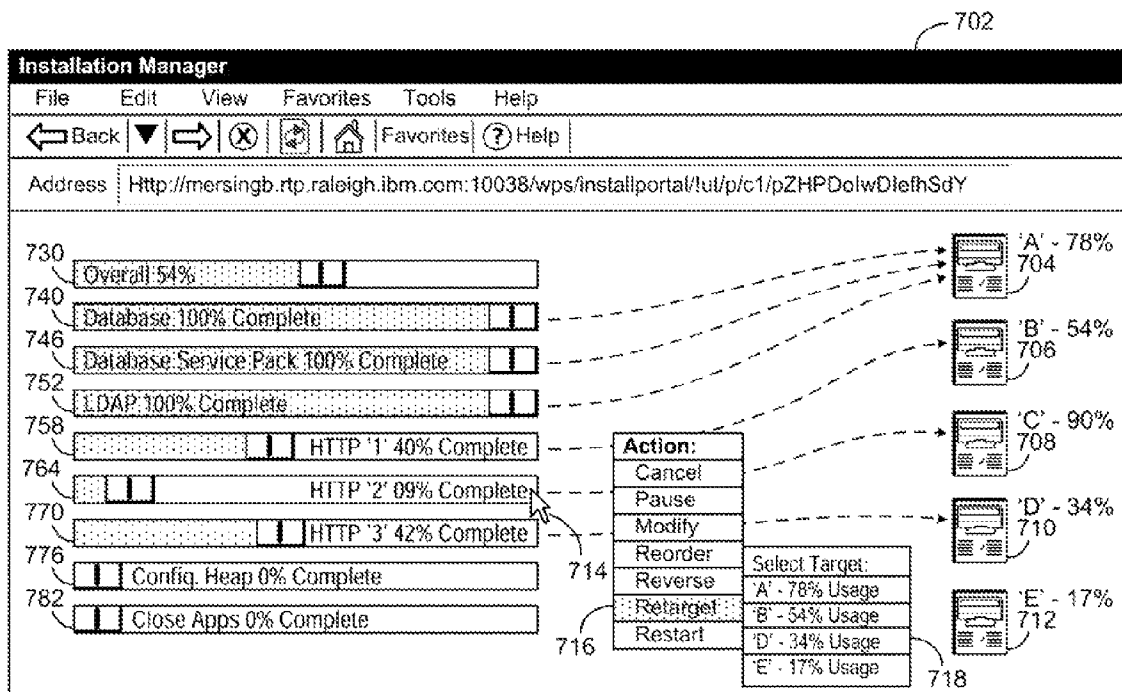 702
Installation Manager
File Edit View Favorites Tools Help
Back Favorites ? Help
Address Http://mersingb.rtp.raleigh.ibm.com:10038/wps/installportal/!ut/p/c1/pZHPDolwDIefhSdY
730 Overall 54%
740 Database 100% Complete
746 Database Service Pack 100% Complete
752 LDAP 100% Complete
758 HTTP '1' 40% Complete
764 HTTP '2' 09% Complete
770 HTTP '3' 42% Complete
776 Config. Heap 0% Complete
782 Close Apps 0% Complete
714
716
Action:
Cancel
Pause
Modify
Reorder
Reverse
Retarget
Restart
Select Target:
'A' - 78% Usage
'B' - 54% Usage
'D' - 34% Usage
'E' - 17% Usage
718
'A' - 78%
704
'B' - 54%
706
'C' - 90%
708
'D' - 34%
710
'E' - 17%
712